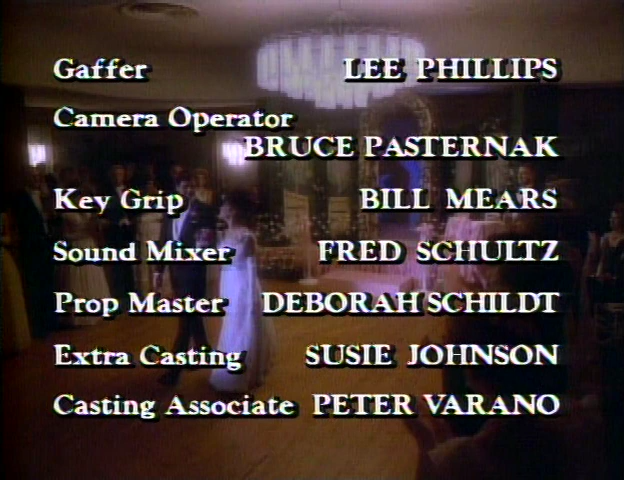 Gaffer LEE PHILLIPS
Camera Operator
BRUCE PASTERNAK
Key Grip BILL MEARS
Sound Mixer FRED SCHULTZ
Prop Master DEBORAH SCHILDT
Extra Casting SUSIE JOHNSON
Casting Associate PETER VARANO